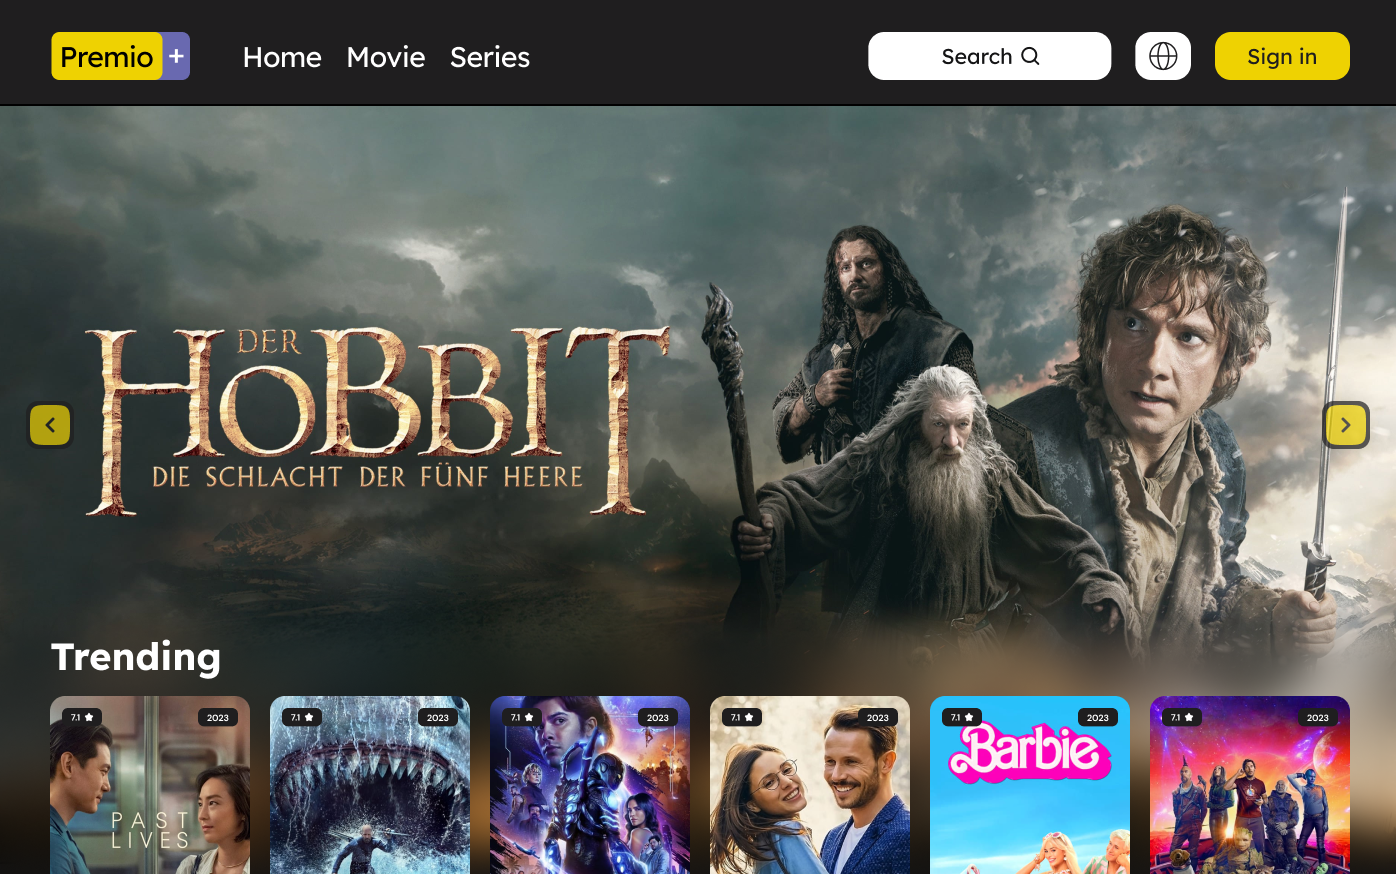 Premio +
Home Movie Series
Search
Sign in
DER
HOBBIT
DIE SCHLACHT DER FÜNF HEERE
Trending
7.1 2023
7.1 2023
7.1 2023
7.1 2023
7.1 2023
7.1 2023
PAST
LIVES
Barbie